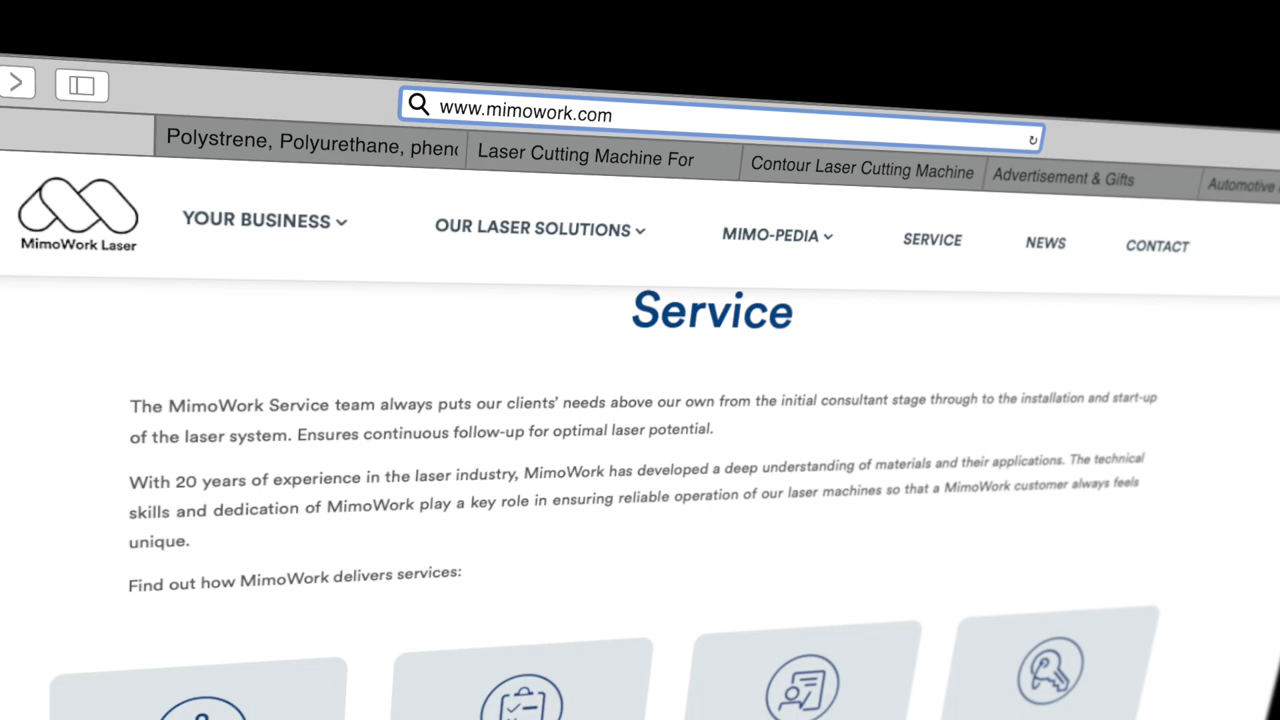 www.mimowork.com
Polystrene, Polyurethane, phen
Laser Cutting Machine For
Contour Laser Cutting Machine
Advertisement & Gifts
Automotive
MimoWork Laser
YOUR BUSINESS
OUR LASER SOLUTIONS
MIMO-PEDIA
SERVICE
NEWS
CONTACT
Service
The MimoWork Service team always puts our clients' needs above our own from the initial consultant stage through to the installation and start-up
of the laser system. Ensures continuous follow-up for optimal laser potential.
With 20 years of experience in the laser industry, MimoWork has developed a deep understanding of materials and their applications. The technical
skills and dedication of MimoWork play a key role in ensuring reliable operation of our laser machines so that a MimoWork customer always feels
unique.
Find out how MimoWork delivers services: